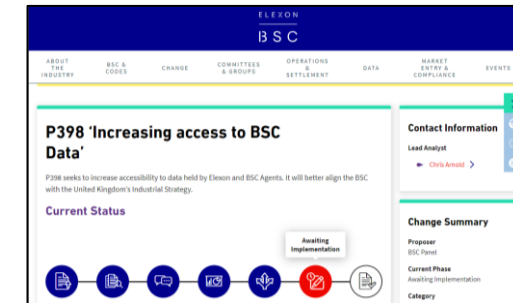 ELEXON
BSC
ABOUT THE INDUSTRY
BSC & CODES
CHANGE
COMMITTEES & GROUPS
OPERATIONS & SETTLEMENT
DATA
MARKET ENTRY & COMPLIANCE
EVENTS
P398 ‘Increasing access to BSC
Data’
P398 seeks to increase accessibility to data held by Elexon and BSC Agents. It will better align the BSC
with the United Kingdom's Industrial Strategy.
Current Status
Awaiting
Implementation
Contact Information
Lead Analyst
Chris Arnold
Change Summary
Proposer
BSC Panel
Current Phase
Awaiting Implementation
Category